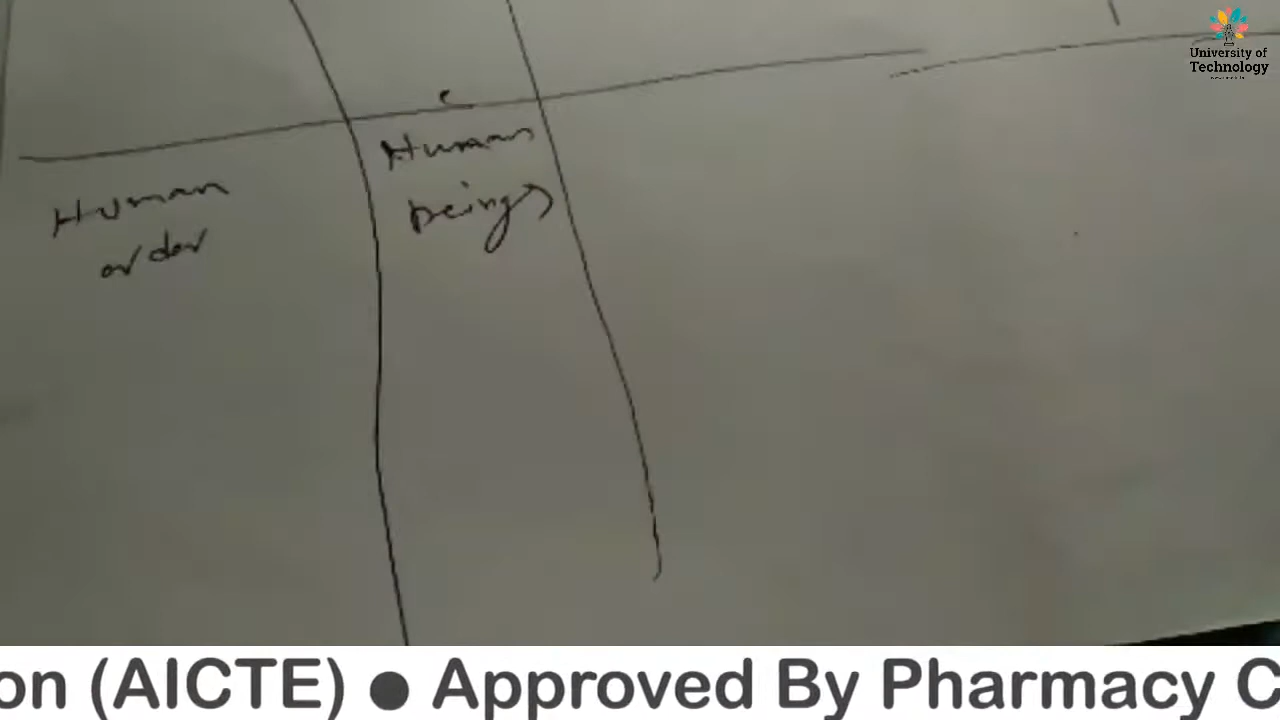 University of
Technology
Human
order
Human
beings
on (AICTE) ● Approved By Pharmacy C